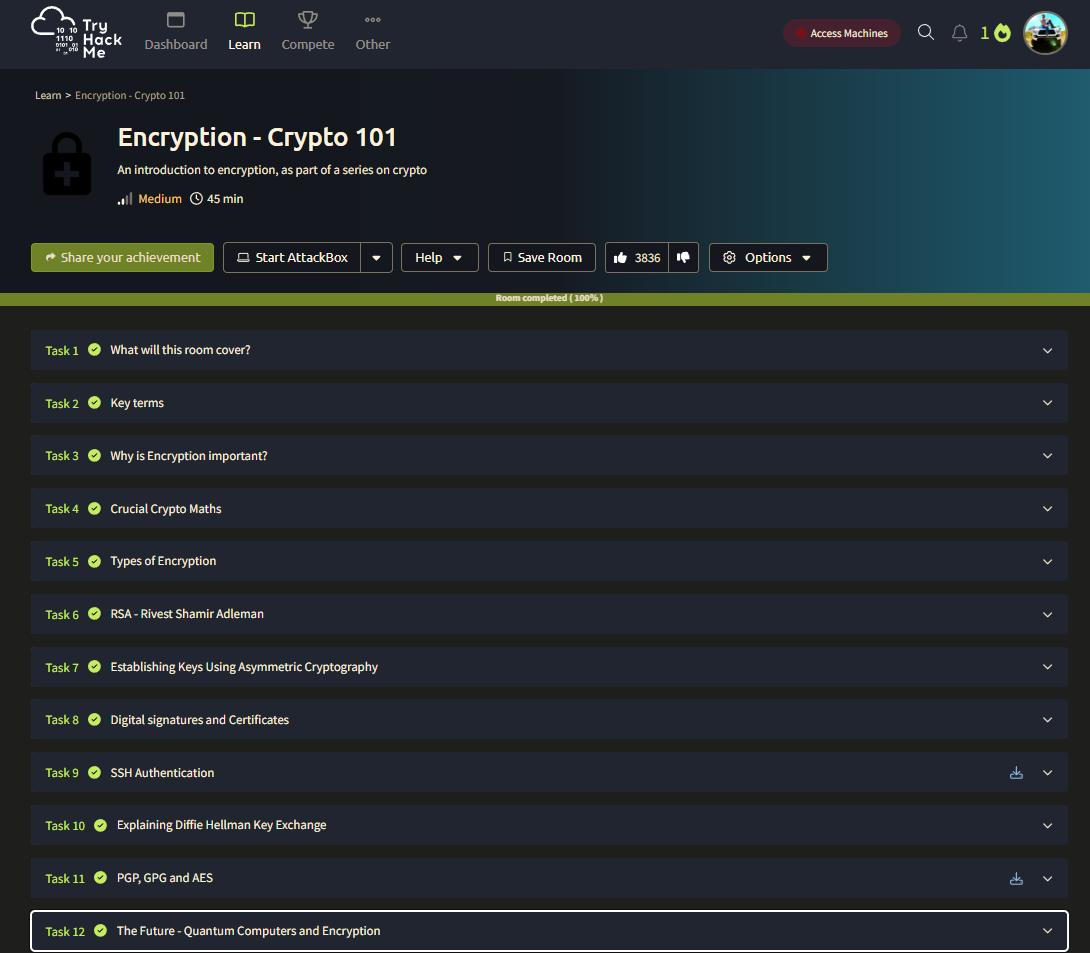 Try
Hack
Me
10 10
1110
0101 01
010
Dashboard
Learn
Compete
Other
Access Machines
1
Learn > Encryption - Crypto 101
Encryption - Crypto 101
An introduction to encryption, as part of a series on crypto
Medium 45 min
Share your achievement
Start AttackBox
Help
Save Room
3836
Options
Room completed ( 100% )
Task 1 What will this room cover?
Task 2 Key terms
Task 3 Why is Encryption important?
Task 4 Crucial Crypto Maths
Task 5 Types of Encryption
Task 6 RSA - Rivest Shamir Adleman
Task 7 Establishing Keys Using Asymmetric Cryptography
Task 8 Digital signatures and Certificates
Task 9 SSH Authentication
Task 10 Explaining Diffie Hellman Key Exchange
Task 11 PGP, GPG and AES
Task 12 The Future - Quantum Computers and Encryption